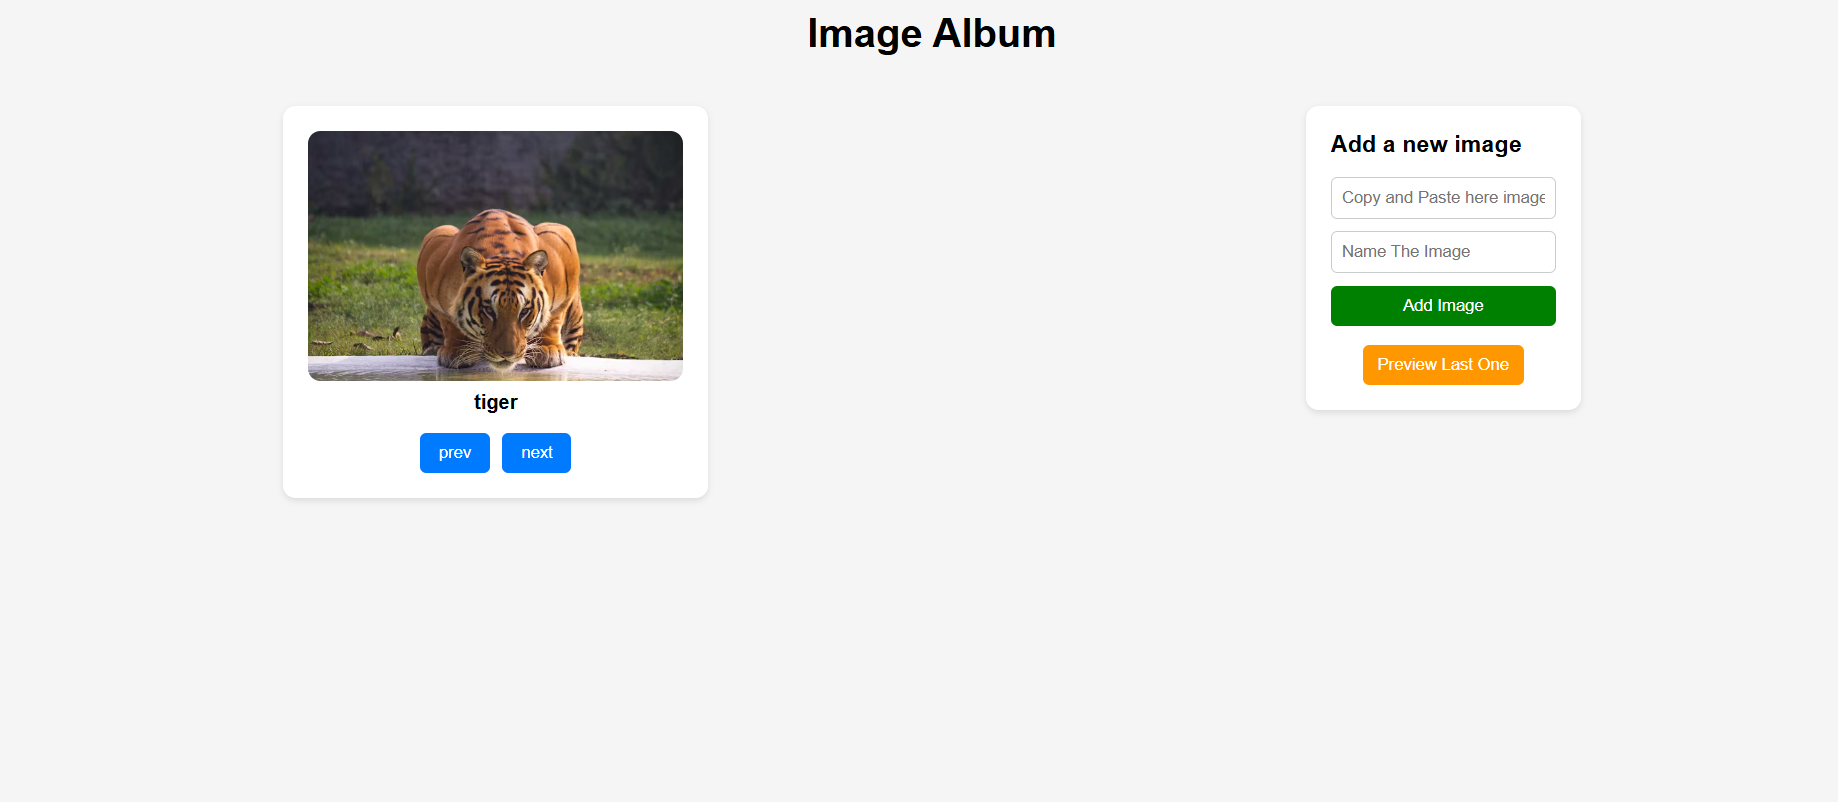 Image Album
tiger
prev
next
Add a new image
Copy and Paste here image
Name The Image
Add Image
Preview Last One